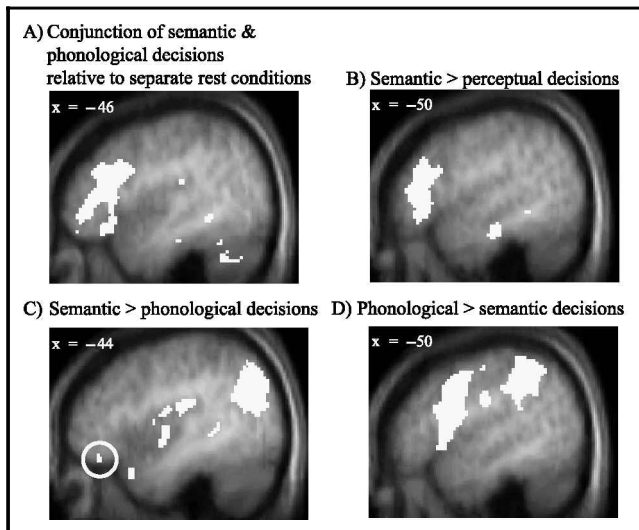 A) Conjunction of semantic &
phonological decisions
relative to separate rest conditions
x = −46
B) Semantic > perceptual decisions
x = −50
C) Semantic > phonological decisions
x = −44
D) Phonological > semantic decisions
x = −50